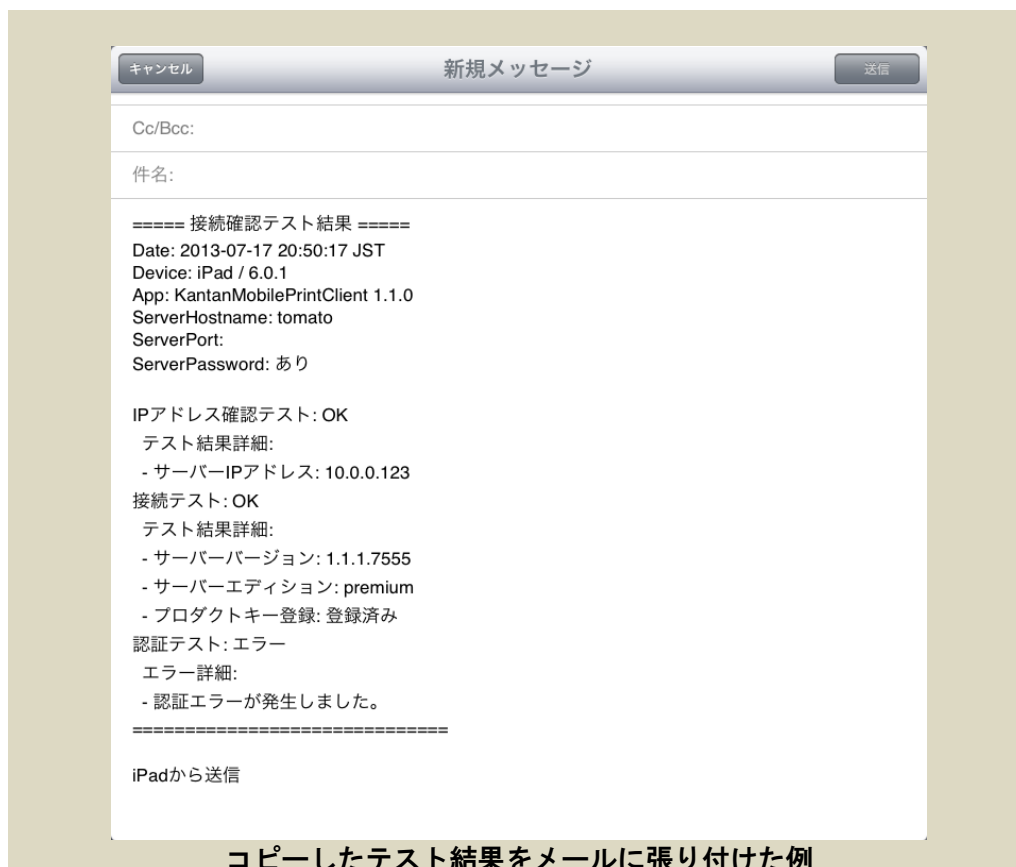 キャンセル 新規メッセージ 送信
Cc/Bcc:
件名:
===== 接続確認テスト結果 =====
Date: 2013-07-17 20:50:17 JST
Device: iPad / 6.0.1
App: KantanMobilePrintClient 1.1.0
ServerHostname: tomato
ServerPort:
ServerPassword: あり
IPアドレス確認テスト: OK
テスト結果詳細:
- サーバーIPアドレス: 10.0.0.123
接続テスト: OK
テスト結果詳細:
- サーバーバージョン: 1.1.1.7555
- サーバーエディション: premium
- プロダクトキー登録: 登録済み
認証テスト: エラー
エラー詳細:
- 認証エラーが発生しました。
==============================
iPadから送信
コピーしたテスト結果をメールに張り付けた例